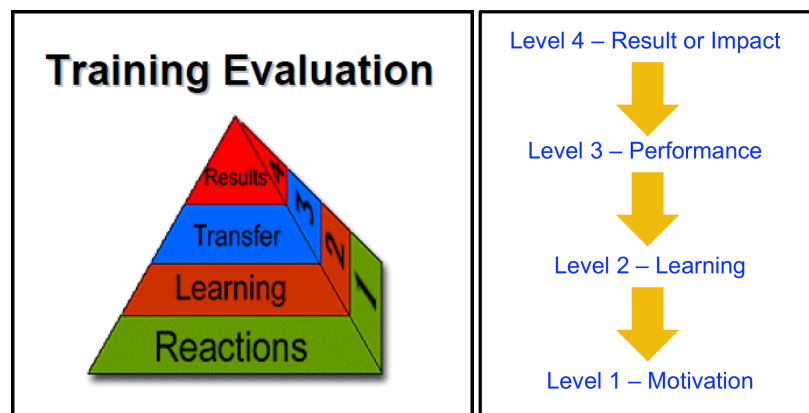 Training Evaluation
Results
4
Transfer
3
Learning
2
Reactions
1
Level 4 – Result or Impact
Level 3 – Performance
Level 2 – Learning
Level 1 – Motivation